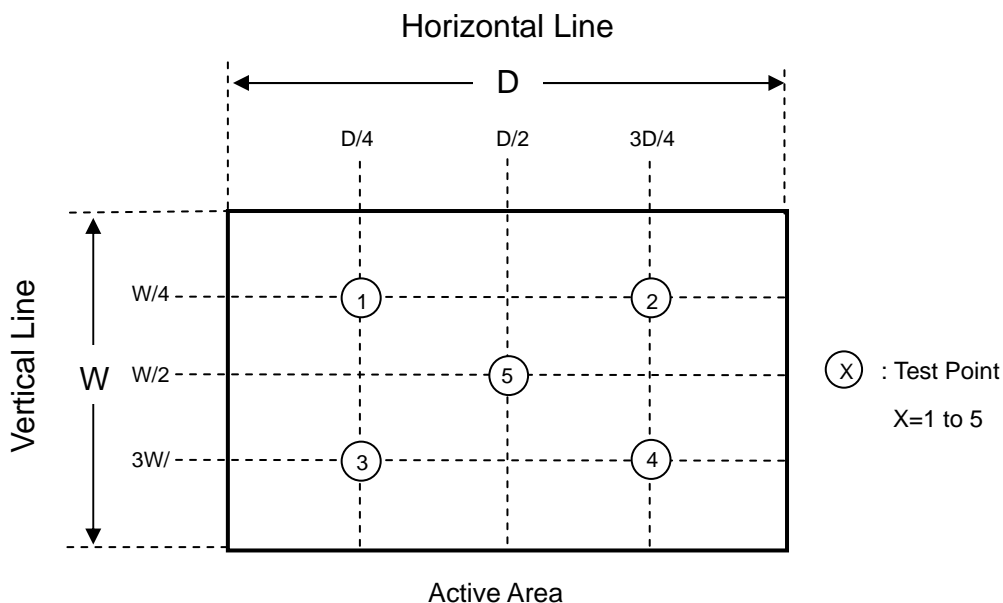 Horizontal Line
D
D/4 D/2 3D/4
Vertical Line
W
W/4
1 2
W/2
5
X : Test Point
X=1 to 5
3W/
3 4
Active Area